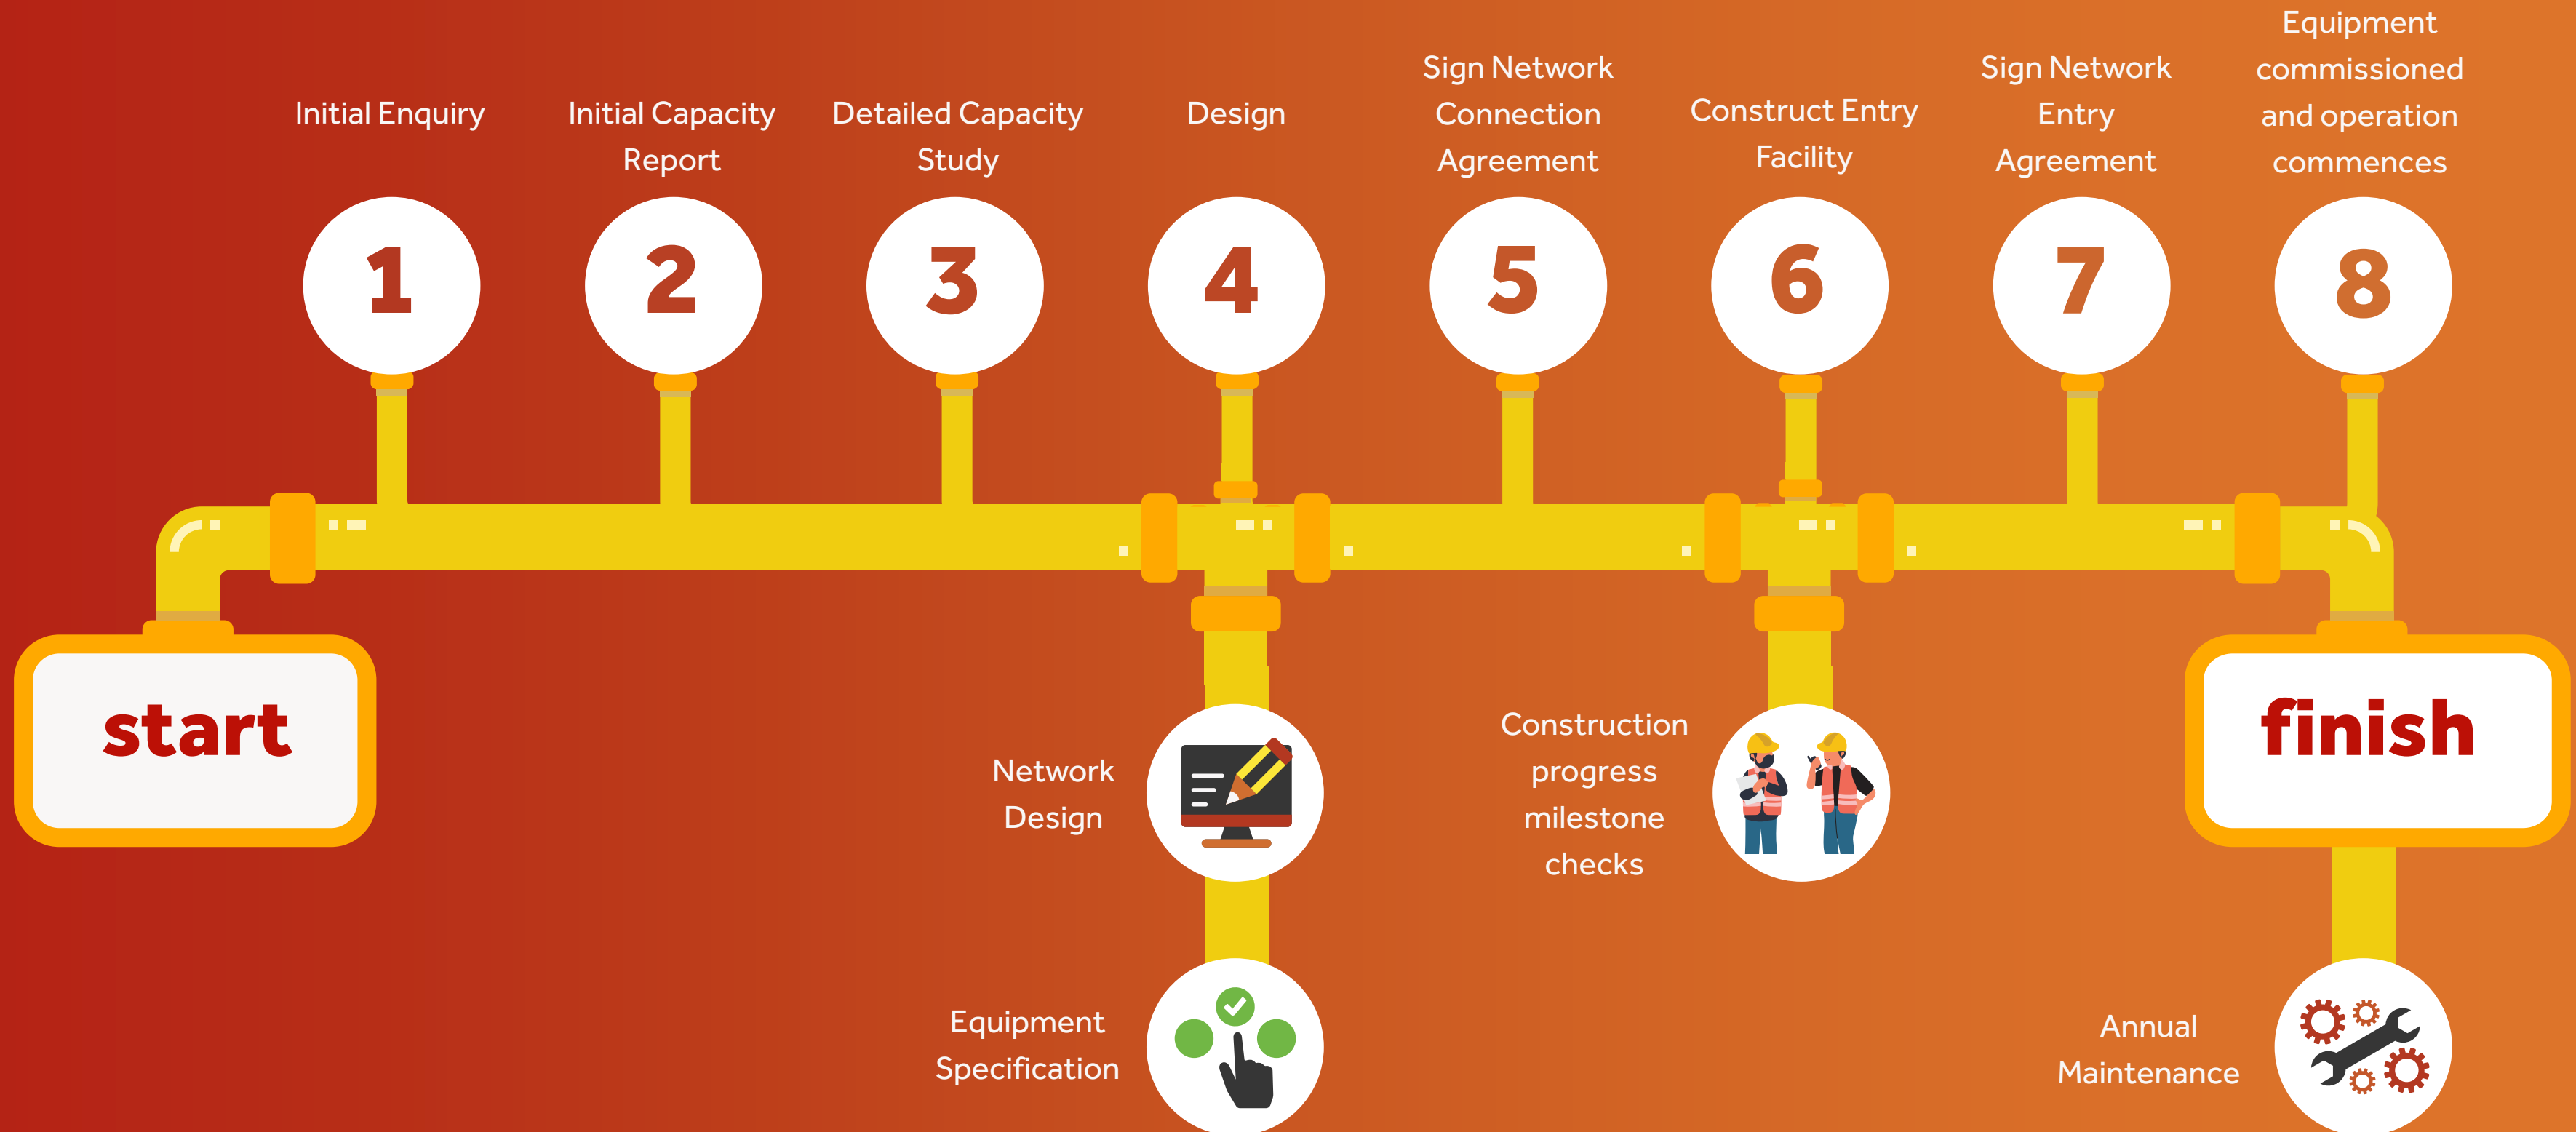 Initial Enquiry
1
Initial Capacity
Report
2
Detailed Capacity
Study
3
Design
4
Sign Network
Connection
Agreement
5
Construct Entry
Facility
6
Sign Network
Entry
Agreement
7
Equipment
commissioned
and operation
commences
8
start
Network
Design
Equipment
Specification
Construction
progress
milestone
checks
finish
Annual
Maintenance